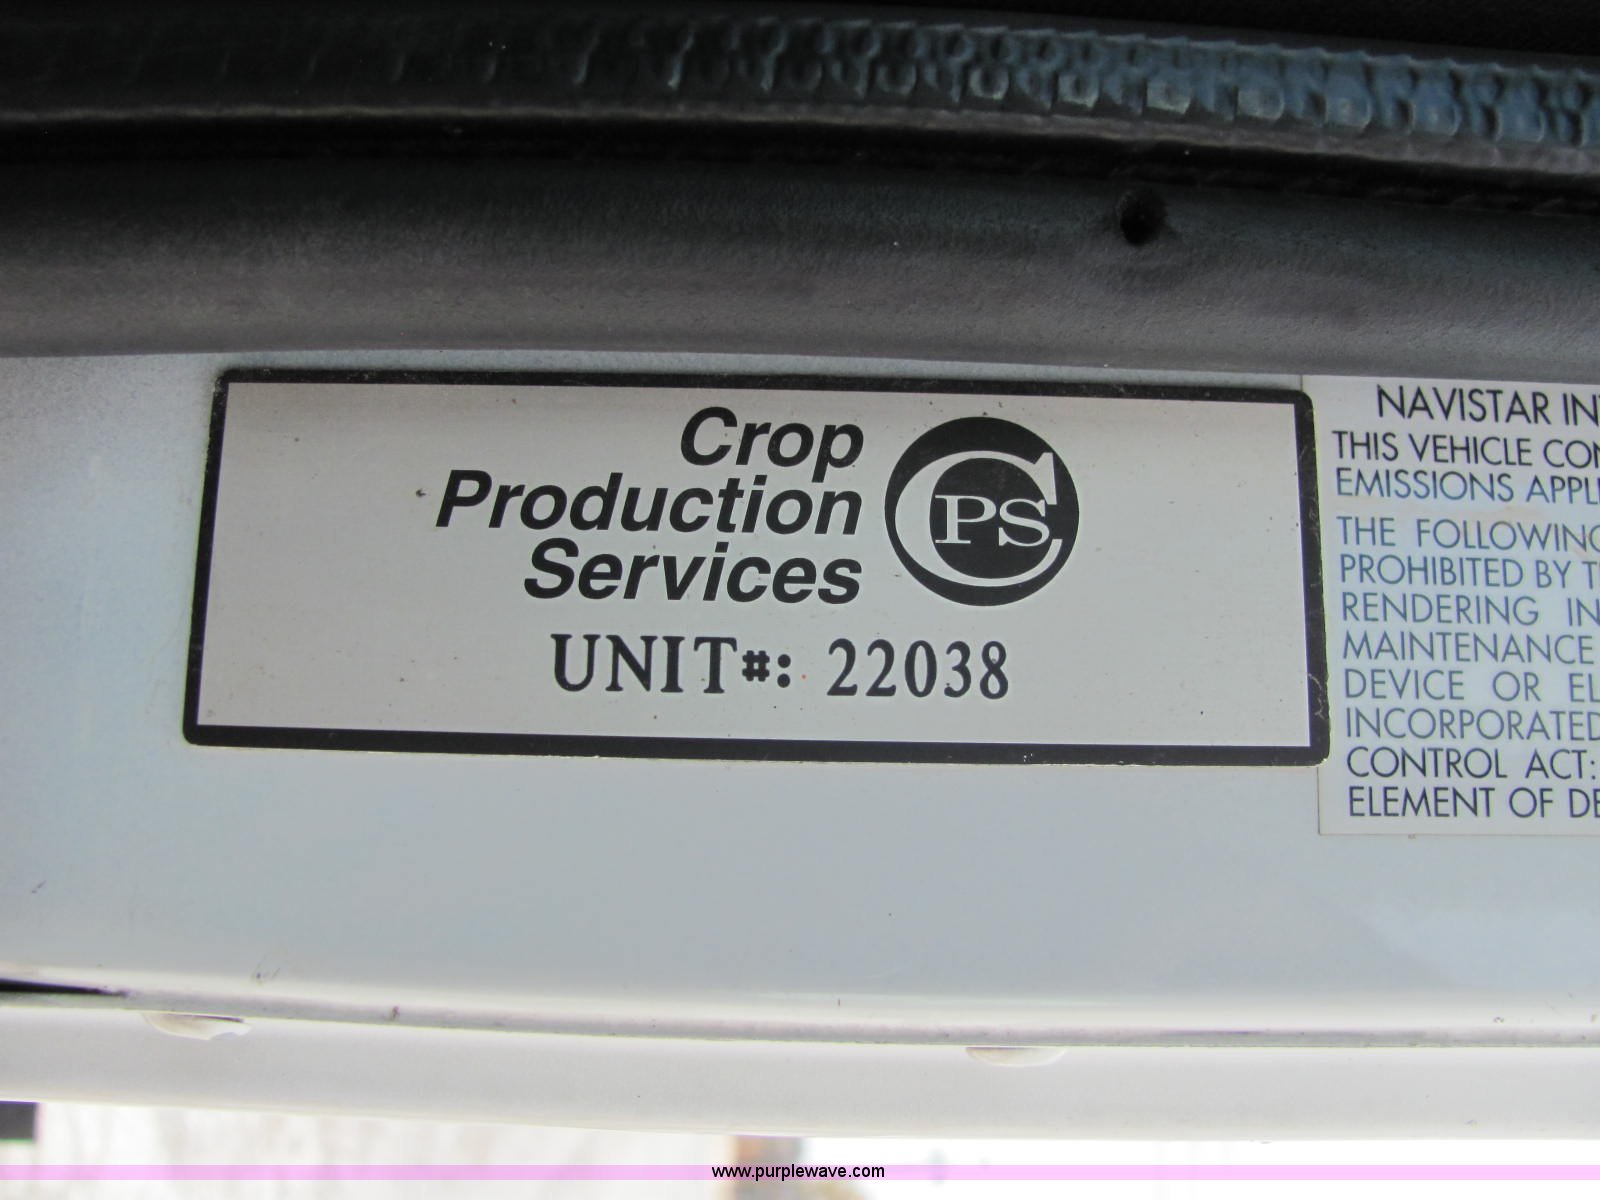 Crop
Production
Services
CPS
UNIT#: 22038
NAVISTAR
THIS VEHICLE
EMISSIONS
THE FOLLOWING
PROHIBITED BY
RENDERING
MAINTENANCE
DEVICE OR
INCORPORATED
CONTROL ACT:
ELEMENT OF
www.purplewave.com